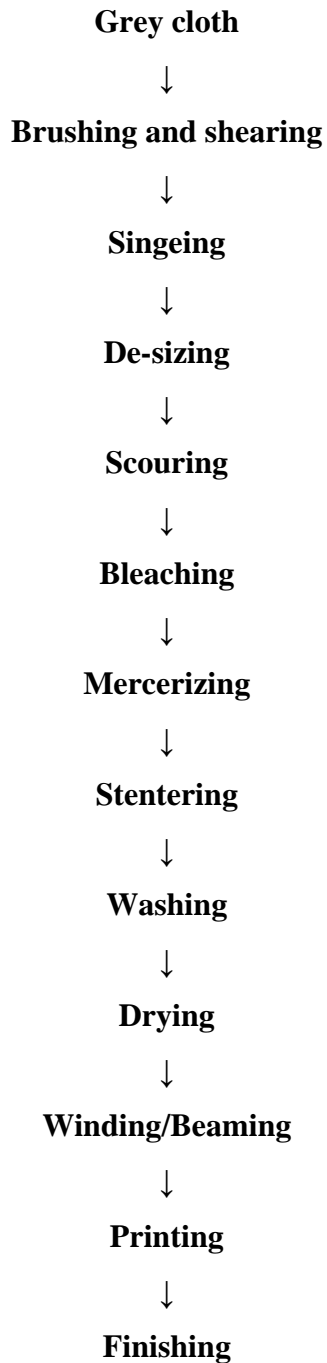 Grey cloth
↓
Brushing and shearing
↓
Singeing
↓
De-sizing
↓
Scouring
↓
Bleaching
↓
Mercerizing
↓
Stentering
↓
Washing
↓
Drying
↓
Winding/Beaming
↓
Printing
↓
Finishing